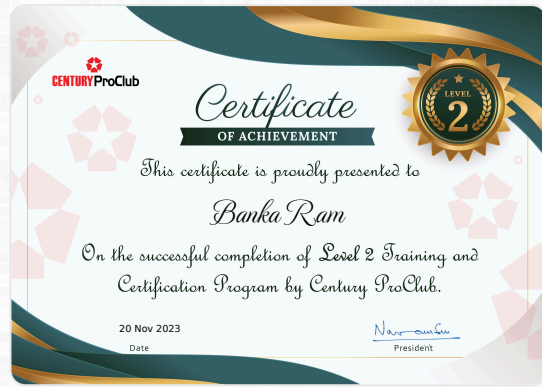 CENTURY ProClub
LEVEL
2
Certificate
OF ACHIEVEMENT
This certificate is proudly presented to
Banka Ram
On the successful completion of Level 2 Training and
Certification Program by Century ProClub.
20 Nov 2023
Date
President